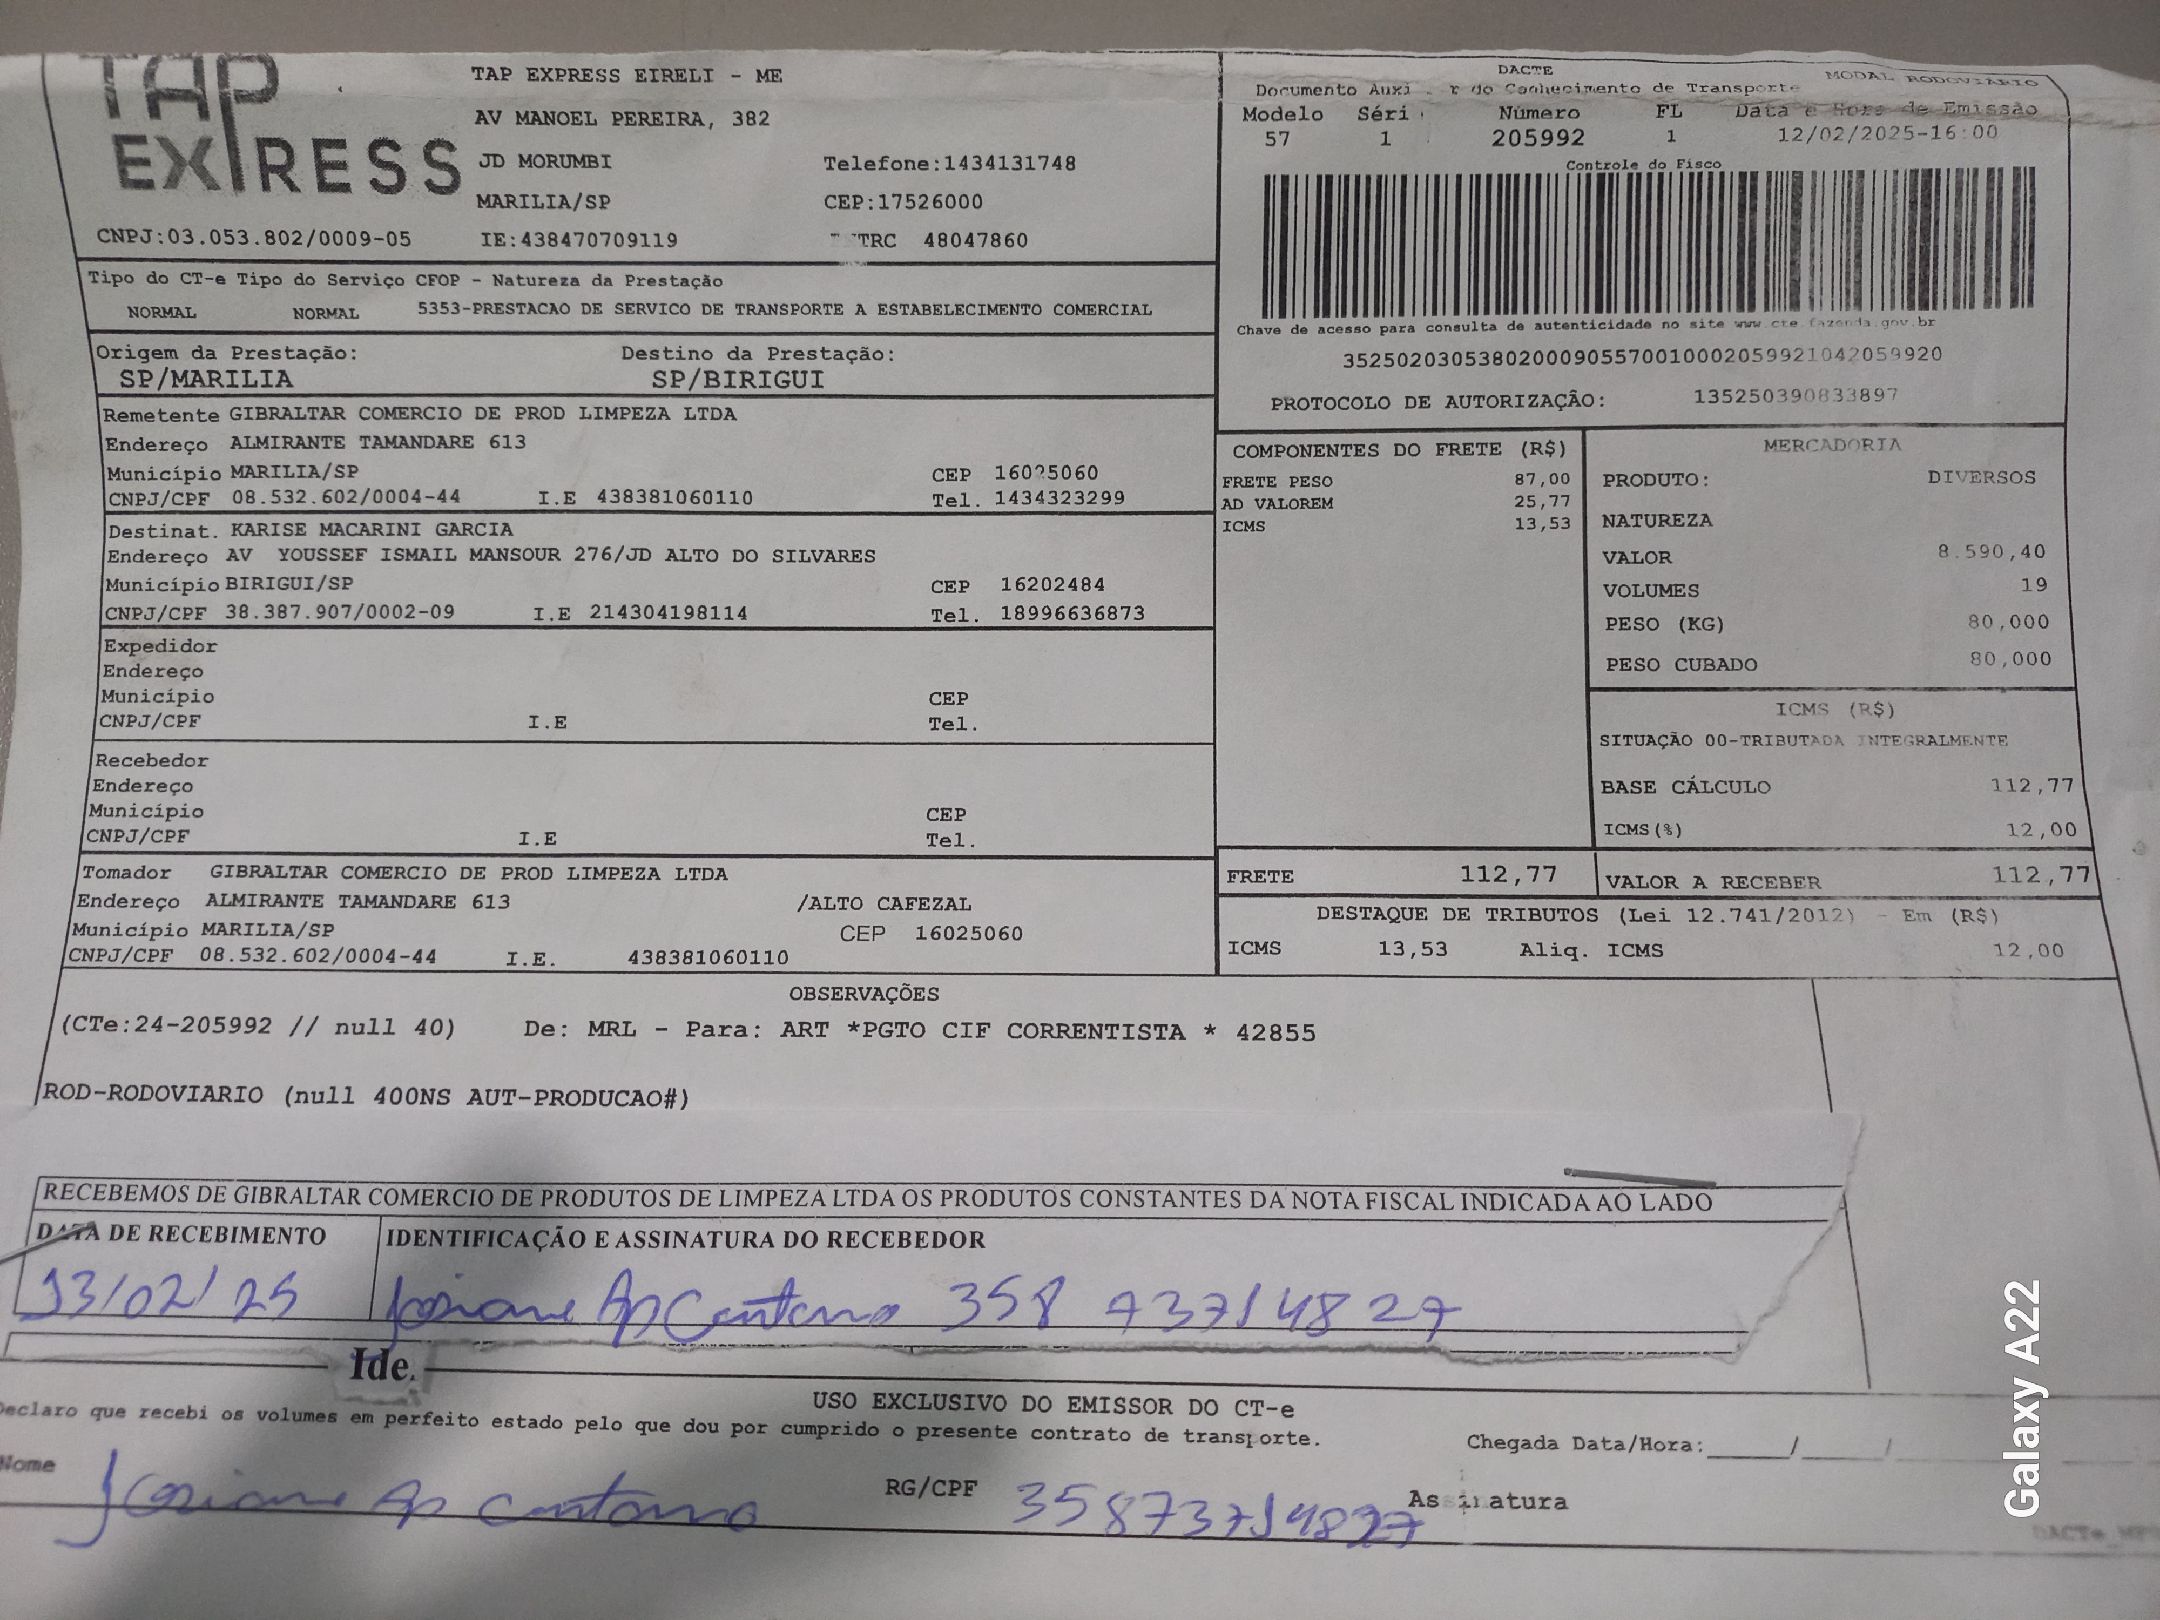 TAP EXPRESS
TAP EXPRESS EIRELI - ME
AV MANOEL PEREIRA, 382
JD MORUMBI Telefone:1434131748
MARILIA/SP CEP:17526000
CNPJ:03.053.802/0009-05 IE:438470709119 TRC 48047860
DACTE MODAL RODOVIÁRIO
Documento Auxi r do Conhecimento de Transporte
Modelo Séri Número FL Data e Hora de Emissão
57 1 205992 1 12/02/2025-16:00
Controle do Fisco
Chave de acesso para consulta de autenticidade no site www.cte.fazenda.gov.br
35250203053802000905570010002059921042059920
PROTOCOLO DE AUTORIZAÇÃO: 135250390833897
Tipo do CT-e Tipo do Serviço CFOP - Natureza da Prestação
NORMAL NORMAL 5353-PRESTACAO DE SERVICO DE TRANSPORTE A ESTABELECIMENTO COMERCIAL
Origem da Prestação: Destino da Prestação:
SP/MARILIA SP/BIRIGUI
Remetente GIBRALTAR COMERCIO DE PROD LIMPEZA LTDA
Endereço ALMIRANTE TAMANDARE 613
Município MARILIA/SP CEP 16025060
CNPJ/CPF 08.532.602/0004-44 I.E 438381060110 Tel. 1434323299
Destinat. KARISE MACARINI GARCIA
Endereço AV YOUSSEF ISMAIL MANSOUR 276/JD ALTO DO SILVARES
Município BIRIGUI/SP CEP 16202484
CNPJ/CPF 38.387.907/0002-09 I.E 214304198114 Tel. 18996636873
Expedidor
Endereço
Município CEP
CNPJ/CPF I.E Tel.
Recebedor
Endereço
Município CEP
CNPJ/CPF I.E Tel.
Tomador GIBRALTAR COMERCIO DE PROD LIMPEZA LTDA
Endereço ALMIRANTE TAMANDARE 613 /ALTO CAFEZAL
Município MARILIA/SP CEP 16025060
CNPJ/CPF 08.532.602/0004-44 I.E. 438381060110
COMPONENTES DO FRETE (R$)
FRETE PESO 87,00
AD VALOREM 25,77
ICMS 13,53
MERCADORIA
PRODUTO: DIVERSOS
NATUREZA
VALOR 8.590,40
VOLUMES 19
PESO (KG) 80,000
PESO CUBADO 80,000
ICMS (R$)
SITUAÇÃO 00-TRIBUTADA INTEGRALMENTE
BASE CÁLCULO 112,77
ICMS(%) 12,00
FRETE 112,77 VALOR A RECEBER 112,77
DESTAQUE DE TRIBUTOS (Lei 12.741/2012) - Em (R$)
ICMS 13,53 Aliq. ICMS 12,00
OBSERVAÇÕES
(CTe:24-205992 // null 40) De: MRL - Para: ART *PGTO CIF CORRENTISTA * 42855
ROD-RODOVIARIO (null 400NS AUT-PRODUCAO#)
RECEBEMOS DE GIBRALTAR COMERCIO DE PRODUTOS DE LIMPEZA LTDA OS PRODUTOS CONSTANTES DA NOTA FISCAL INDICADA AO LADO
DATA DE RECEBIMENTO IDENTIFICAÇÃO E ASSINATURA DO RECEBEDOR
13/02/25 Josiane Ap Cantano 358 737148 27
Ide.
USO EXCLUSIVO DO EMISSOR DO CT-e
Declaro que recebi os volumes em perfeito estado pelo que dou por cumprido o presente contrato de transporte.
Chegada Data/Hora:_____/____/
Nome Josiane Ap Cantano RG/CPF 35873714827 Assinatura
Galaxy A22